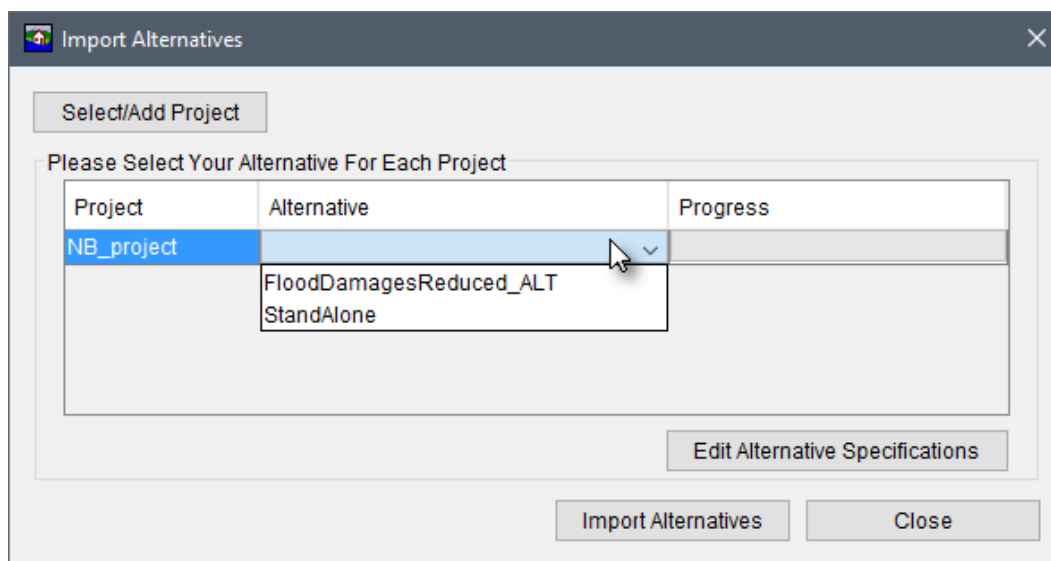 Import Alternatives
Select/Add Project
Please Select Your Alternative For Each Project
Project Alternative Progress
NB_project
FloodDamagesReduced_ALT
StandAlone
Edit Alternative Specifications
Import Alternatives Close